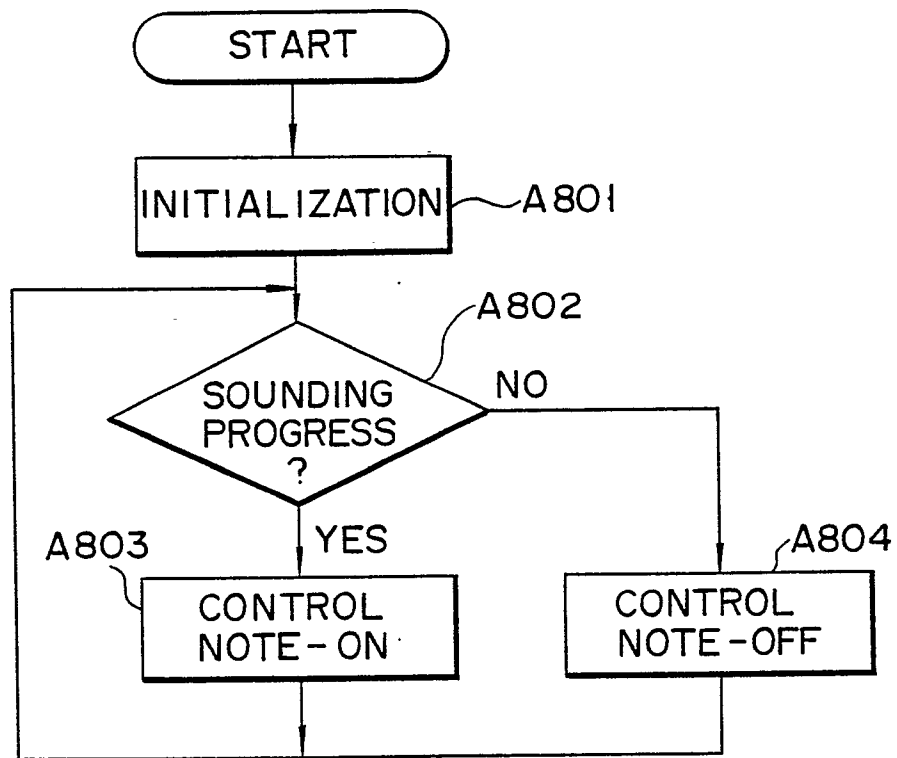 START
INITIALIZATION
A801
A802
SOUNDING
PROGRESS
?
NO
YES
A803
CONTROL
NOTE-ON
A804
CONTROL
NOTE-OFF